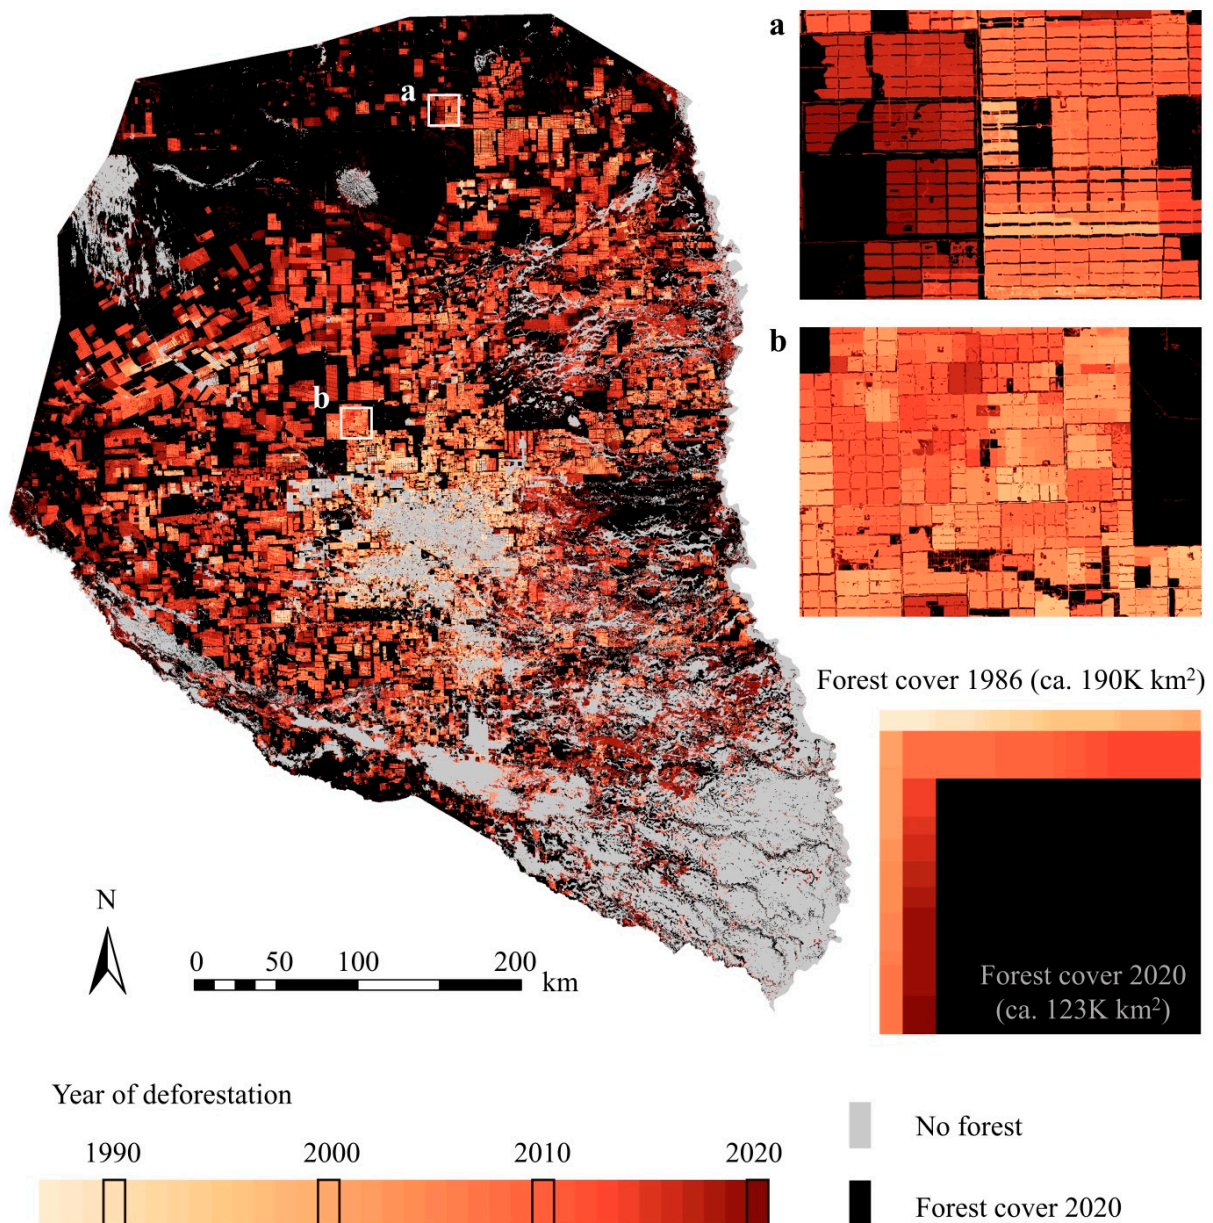 a
a
b
b
Forest cover 1986 (ca. 190K km²)
Forest cover 2020
(ca. 123K km²)
N
0 50 100 200
km
Year of deforestation
1990 2000 2010 2020
No forest
Forest cover 2020